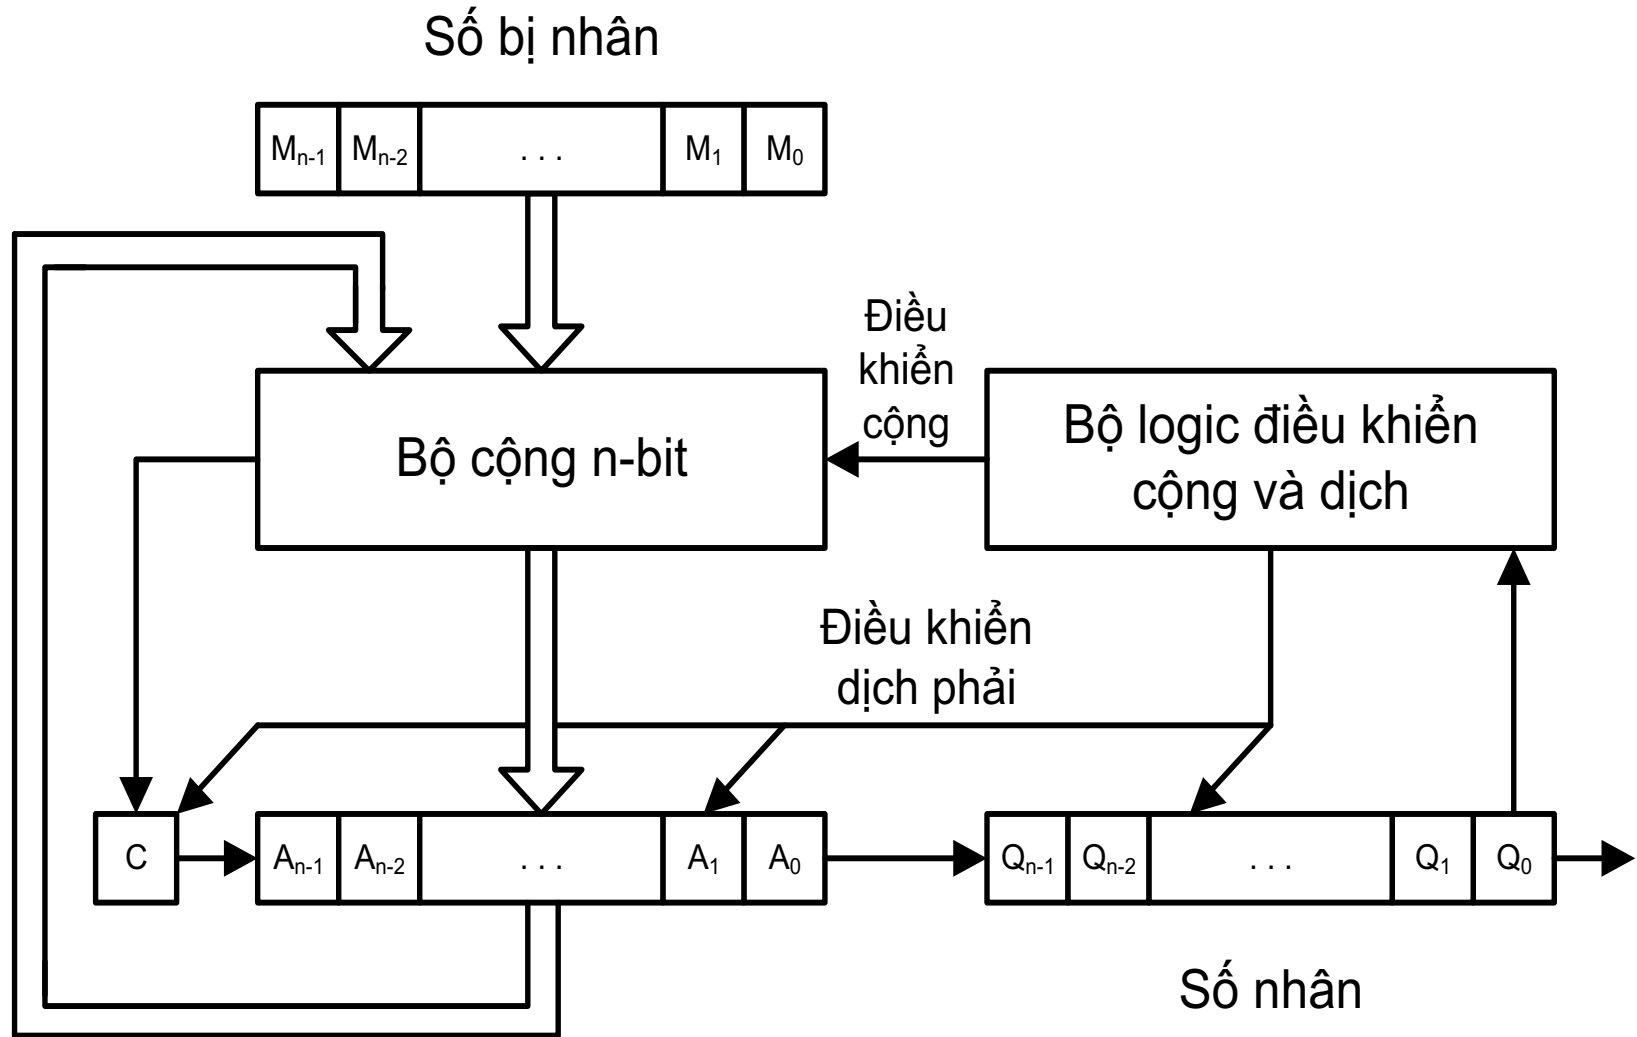 Số bị nhân
Mn-1 Mn-2 . . . M1 M0
Điều
khiển
cộng
Bộ cộng n-bit
Bộ logic điều khiển
cộng và dịch
Điều khiển
dịch phải
C An-1 An-2 . . . A1 A0 Qn-1 Qn-2 . . . Q1 Q0
Số nhân